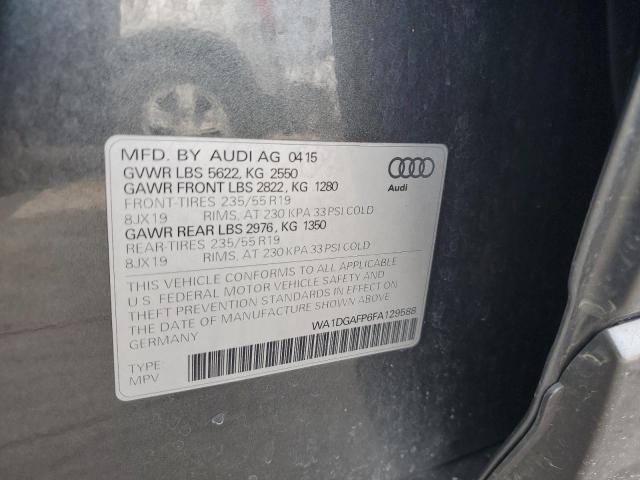 MFD. BY AUDI AG 04 15
GVWR LBS 5622, KG 2550
GAWR FRONT LBS 2822, KG 1280
FRONT-TIRES 235/55 R19
8JX19 RIMS, AT 230 KPA 33 PSI COLD
GAWR REAR LBS 2976, KG 1350
REAR-TIRES 235/55 R19
8JX19 RIMS, AT 230 KPA 33 PSI COLD
Audi
THIS VEHICLE CONFORMS TO ALL APPLICABLE
U S FEDERAL MOTOR VEHICLE SAFETY AND
THEFT PREVENTION STANDARDS IN EFFECT ON
THE DATE OF MANUFACTURE SHOWN ABOVE.
GERMANY
WA1DGAFP6FA129588
TYPE:
MPV